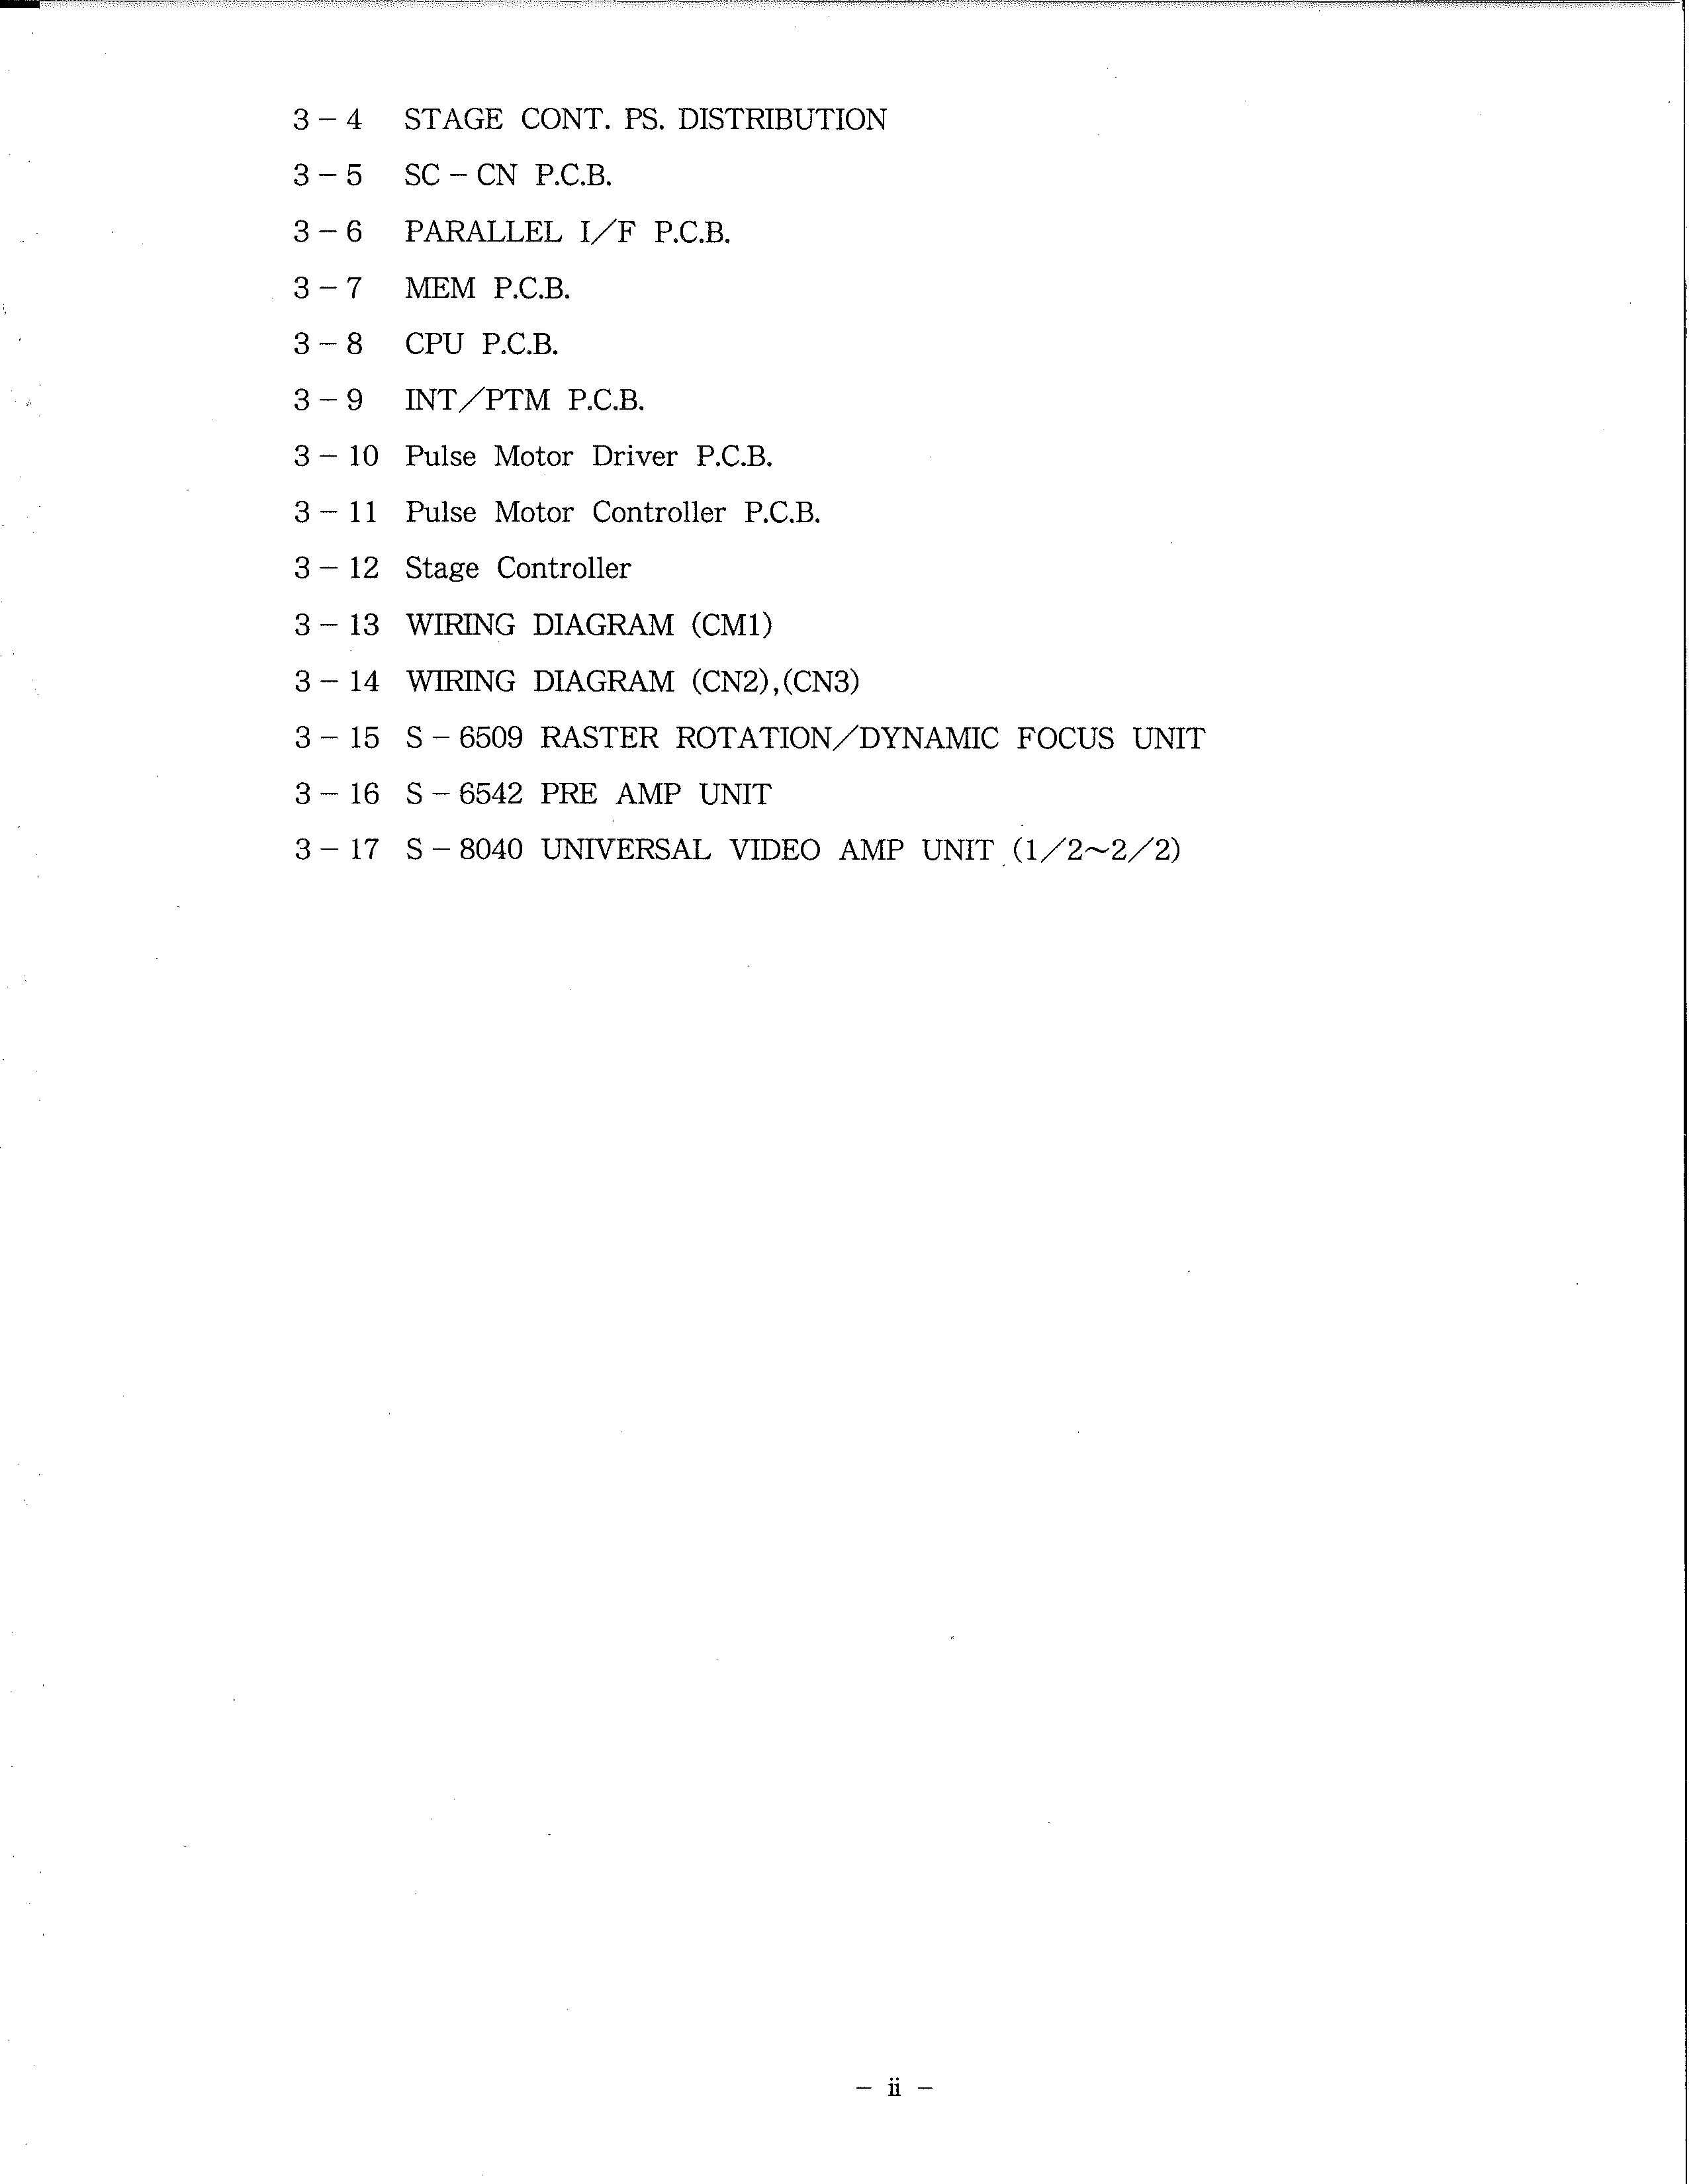 3-4 STAGE CONT. PS. DISTRIBUTION
3-5 SC-CN P.C.B.
3-6 PARALLEL I/F P.C.B.
3-7 MEM P.C.B.
3-8 CPU P.C.B.
3-9 INT/PTM P.C.B.
3-10 Pulse Motor Driver P.C.B.
3-11 Pulse Motor Controller P.C.B.
3-12 Stage Controller
3-13 WIRING DIAGRAM (CM1)
3-14 WIRING DIAGRAM (CN2),(CN3)
3-15 S-6509 RASTER ROTATION/DYNAMIC FOCUS UNIT
3-16 S-6542 PRE AMP UNIT
3-17 S-8040 UNIVERSAL VIDEO AMP UNIT (1/2~2/2)
- ii -